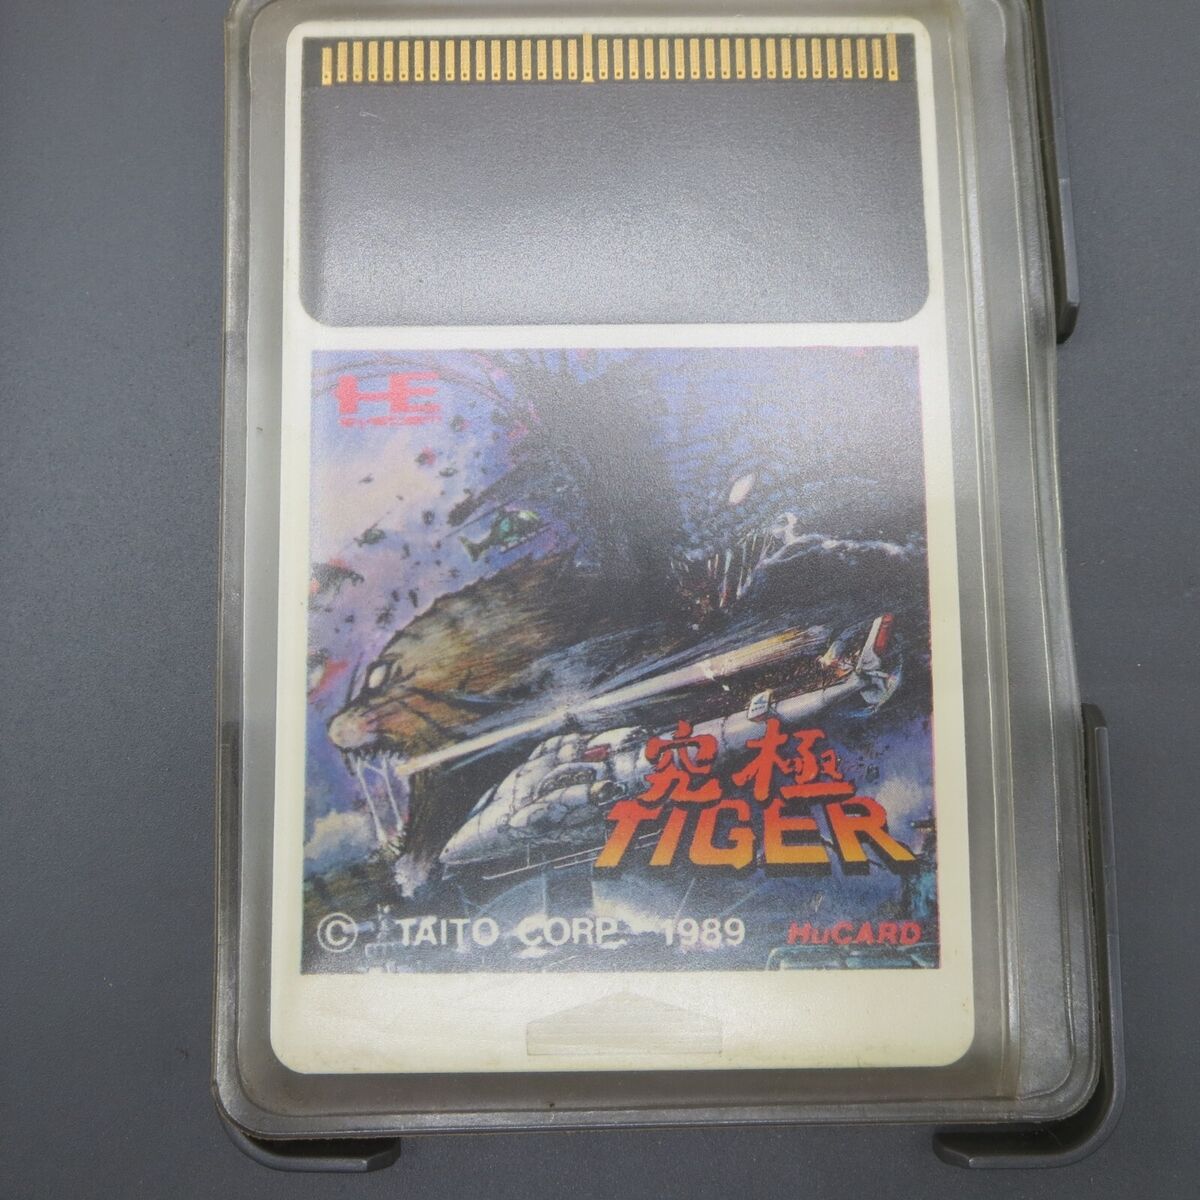 HE
究極
TIGER
© TAITO CORP. 1989
HuCARD